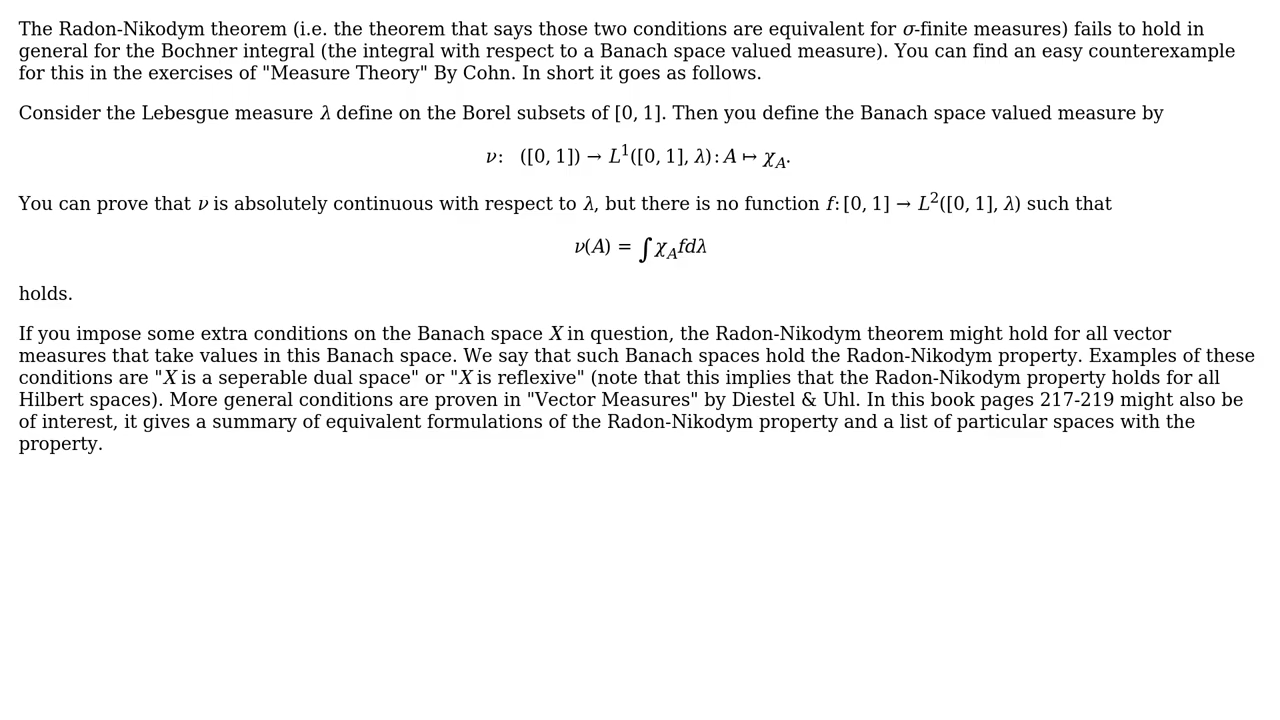 The Radon-Nikodym theorem (i.e. the theorem that says those two conditions are equivalent for σ-finite measures) fails to hold in
general for the Bochner integral (the integral with respect to a Banach space valued measure). You can find an easy counterexample
for this in the exercises of "Measure Theory" By Cohn. In short it goes as follows.
Consider the Lebesgue measure λ define on the Borel subsets of [0, 1]. Then you define the Banach space valued measure by
ν: ([0, 1]) → L¹([0, 1], λ): A ↦ χ_A.
You can prove that ν is absolutely continuous with respect to λ, but there is no function f: [0, 1] → L²([0, 1], λ) such that
ν(A) = ∫ χ_A fdλ
holds.
If you impose some extra conditions on the Banach space X in question, the Radon-Nikodym theorem might hold for all vector
measures that take values in this Banach space. We say that such Banach spaces hold the Radon-Nikodym property. Examples of these
conditions are "X is a seperable dual space" or "X is reflexive" (note that this implies that the Radon-Nikodym property holds for all
Hilbert spaces). More general conditions are proven in "Vector Measures" by Diestel & Uhl. In this book pages 217-219 might also be
of interest, it gives a summary of equivalent formulations of the Radon-Nikodym property and a list of particular spaces with the
property.